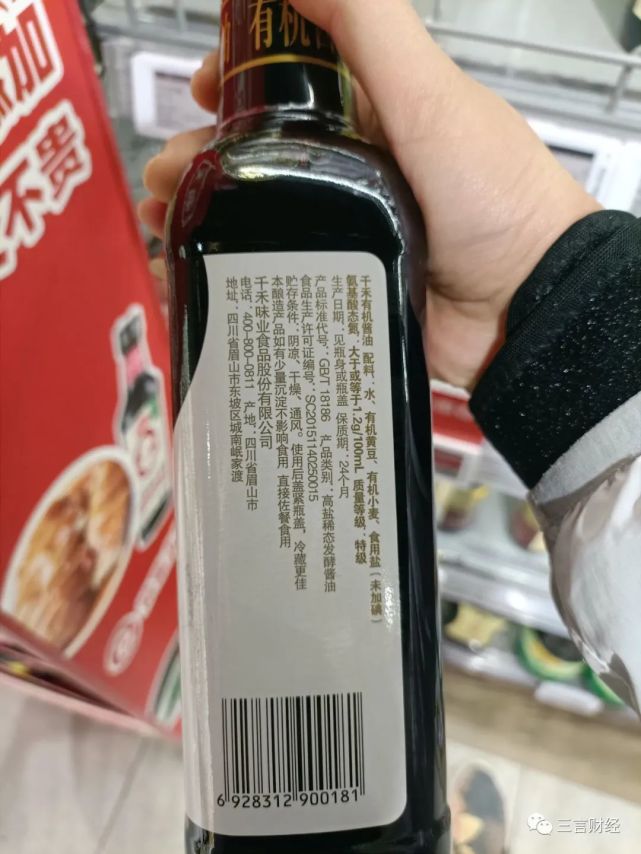 有机
千禾有机酱油 配料：水、有机黄豆、有机小麦、食用盐（未加碘）
氨基酸态氮：大于或等于1.2g/100mL 质量等级：特级
生产日期：见瓶身或瓶盖 保质期：24个月
产品标准代号：GB/T 18186 产品类别：高盐稀态发酵酱油
食品生产许可证编号：SC20151140250015
贮存条件：阴凉、干燥、通风。使用后盖紧瓶盖，冷藏更佳
本酿造产品如有少量沉淀不影响食用 直接佐餐食用
千禾味业食品股份有限公司
电话：400-800-0811 产地：四川省眉山市
地址：四川省眉山市东坡区城南岷家渡
6 928312 900181
添加
不贵
三言财经